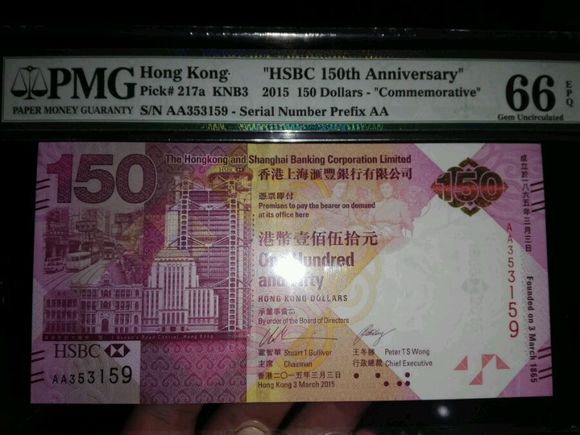 PMG
PAPER MONEY GUARANTY
Hong Kong "HSBC 150th Anniversary"
Pick# 217a KNB3 2015 150 Dollars - "Commemorative"
S/N AA353159 - Serial Number Prefix AA
66 EPQ
Gem Uncirculated
150
The Hongkong and Shanghai Banking Corporation Limited
香港上海滙豐銀行有限公司
憑票即付
Promises to pay the bearer on demand
at its office here
港幣壹佰伍拾元
One Hundred
and Fifty
HONG KONG DOLLARS
承董事會命
By order of the Board of Directors
Stuart T Gulliver
主席 Chairman
王冬勝 Peter T S Wong
行政總裁 Chief Executive
香港二〇一五年三月三日
Hong Kong 3 March 2015
HSBC
AA353159
150
成立於一八六五年三月三日
AA353159
Founded on 3 March 1865